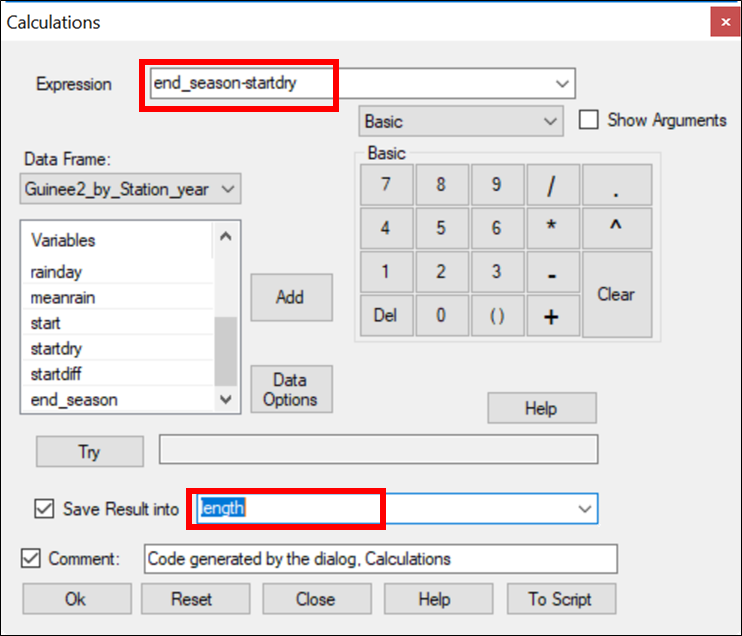 Calculations
Expression
end_season-startdry
Basic
Show Arguments
Data Frame:
Basic
Guinee2_by_Station_year
7 8 9 / .
Variables
4 5 6 * ^
rainday
meanrain
1 2 3 - Clear
start
Add
Del 0 ( ) +
startdry
startdiff
end_season
Data
Options
Help
Try
Save Result into
length
Comment:
Code generated by the dialog, Calculations
Ok Reset Close Help To Script